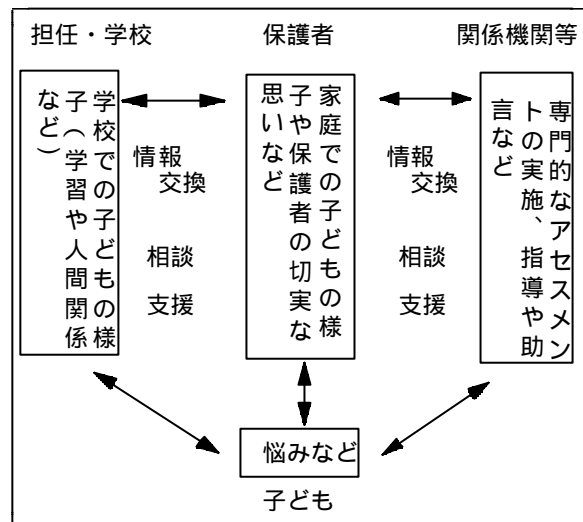 担任・学校
保護者
関係機関等
学校での子どもの様
子(学習や人間関係
など)
情報
交換
相談
支援
家庭での子どもの様
子や保護者の切実な
思いなど
情報
交換
相談
支援
専門的なアセスメン
トの実施、指導や助
言など
悩みなど
子ども